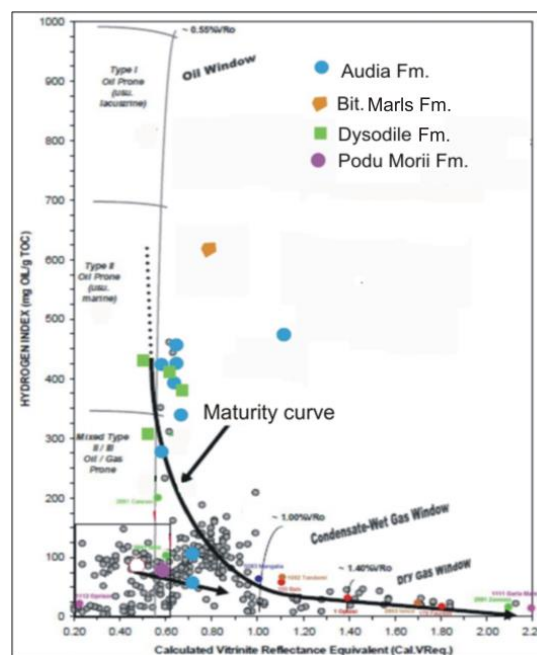 HYDROGEN INDEX (mg OIL/g TOC)
1000
900
800
700
600
500
400
300
200
100
0
~ 0.55%VRo
Type I
Oil Prone
(usu.
lacustrine)
Oil Window
Audia Fm.
Bit. Marls Fm.
Dysodile Fm.
Podu Morii Fm.
Type II
Oil Prone
(usu.
marine)
Maturity curve
Mixed Type
II / III
Oil / Gas
Prone
~ 1.00%VRo
Condensate-Wet Gas Window
~ 1.40%VRo
Dry Gas Window
0.20
0.40
0.60
0.80
1.00
1.20
1.40
1.60
1.80
2.00
2.20
Calculated Vitrinite Reflectance Equivalent (Cal.VReq.)